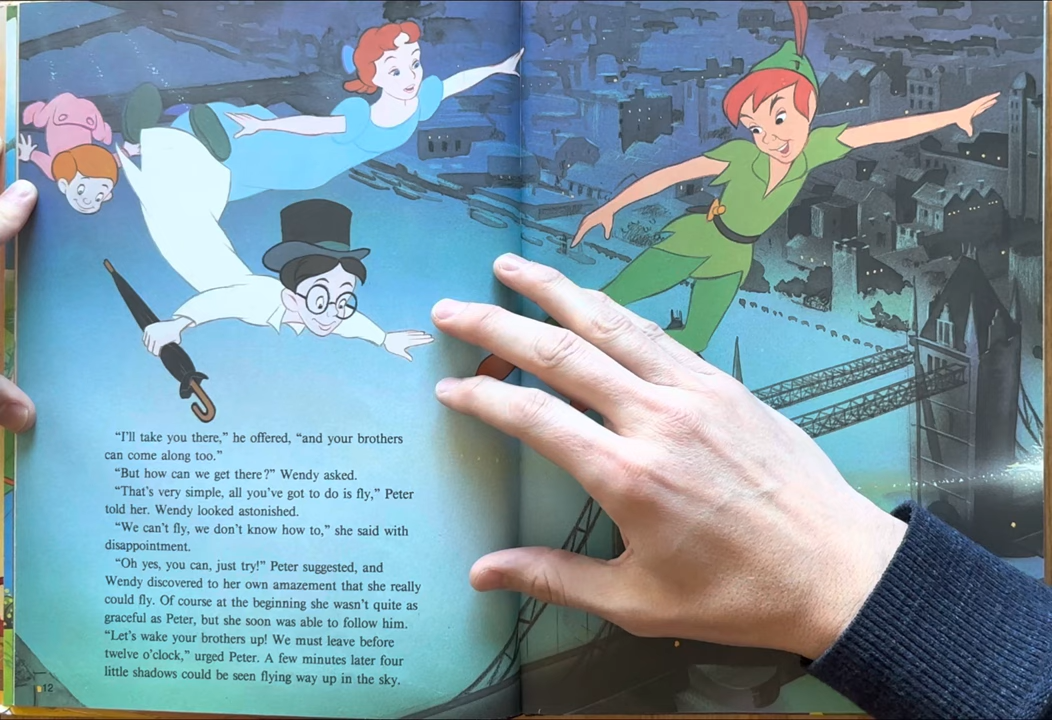 “I'll take you there,” he offered, “and your brothers
can come along too.”
“But how can we get there?” Wendy asked.
“That's very simple, all you've got to do is fly,” Peter
told her. Wendy looked astonished.
“We can't fly, we don't know how to,” she said with
disappointment.
“Oh yes, you can, just try!” Peter suggested, and
Wendy discovered to her own amazement that she really
could fly. Of course at the beginning she wasn't quite as
graceful as Peter, but she soon was able to follow him.
“Let's wake your brothers up! We must leave before
twelve o'clock,” urged Peter. A few minutes later four
little shadows could be seen flying way up in the sky.
12